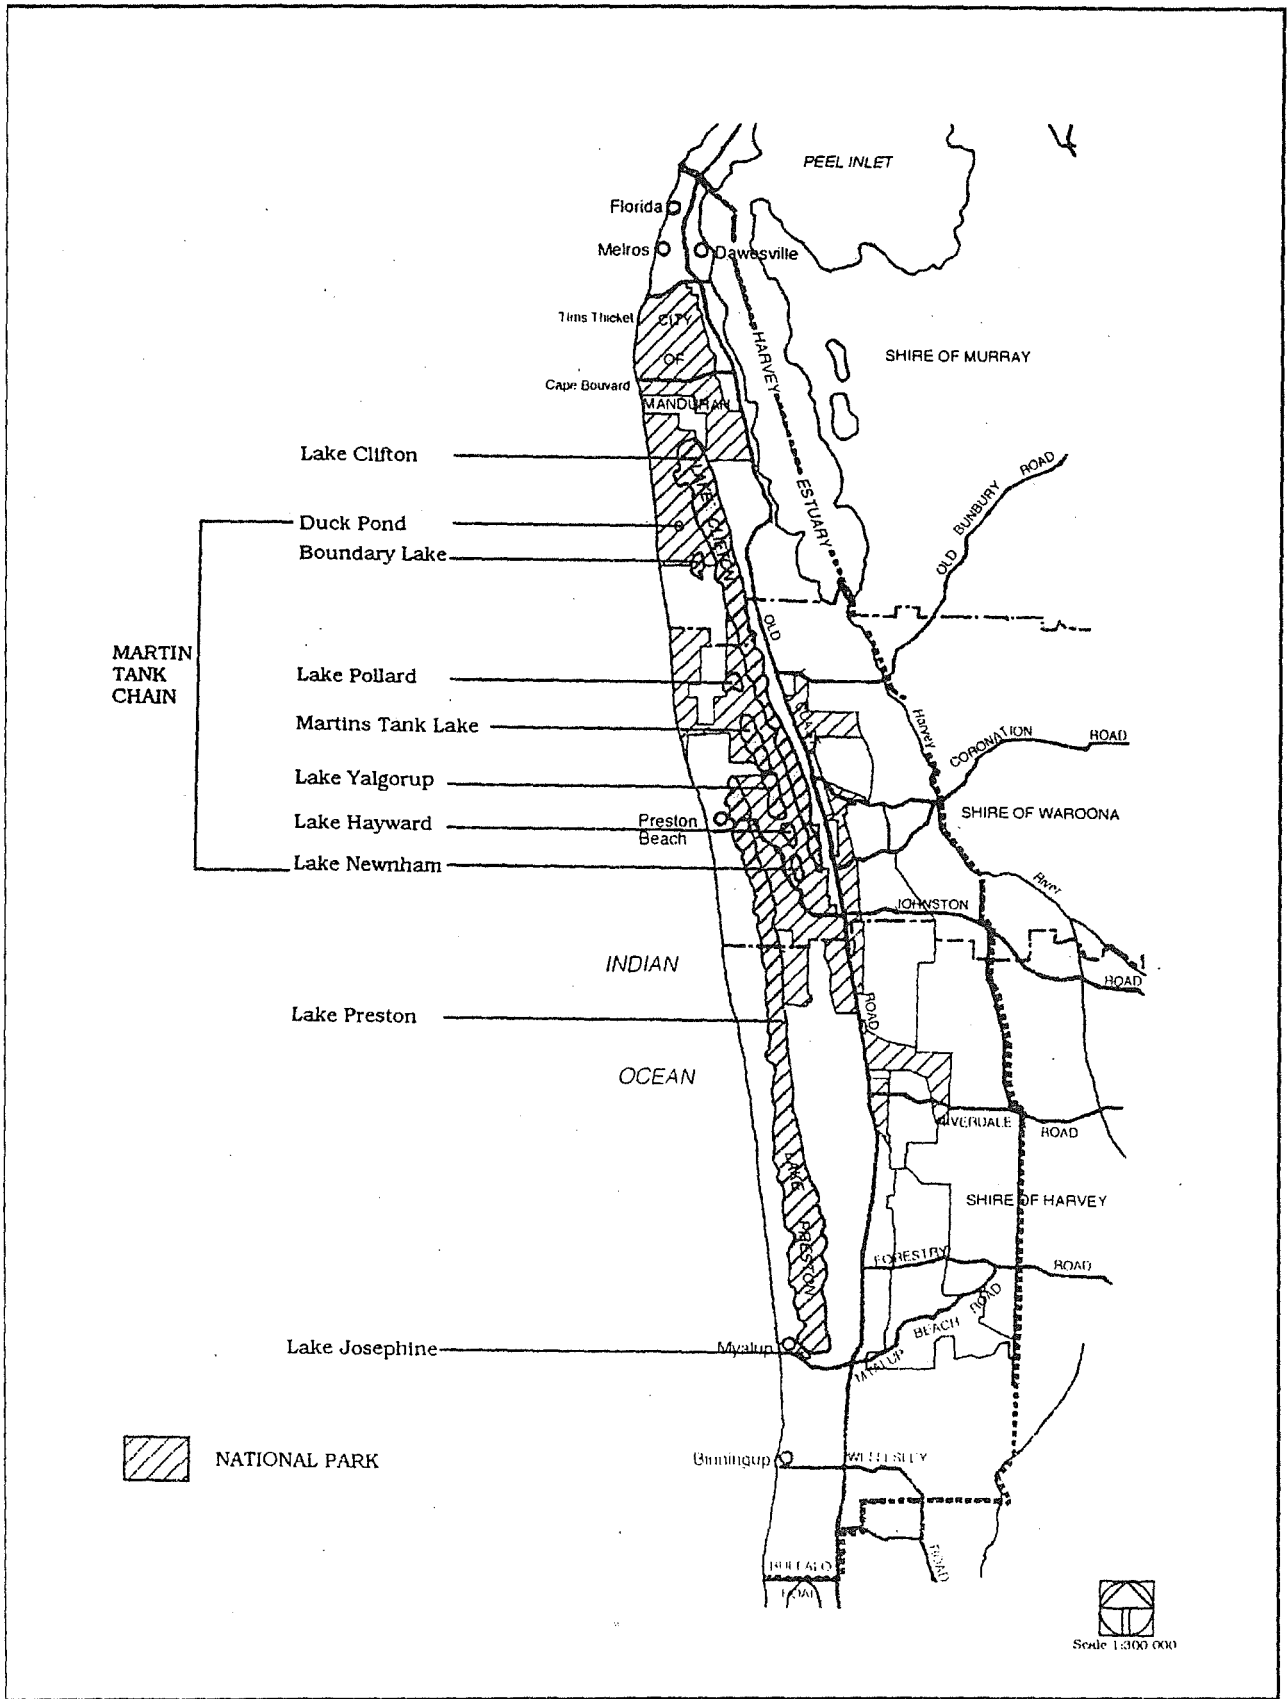 PEEL INLET
Florida
Melros
Dawesville
Tims Thicket
CITY
OF
MANDURAH
Cape Bouvard
HARVEY
ESTUARY
SHIRE OF MURRAY
Lake Clifton
LAKE CLIFTON
OLD BUNBURY ROAD
Duck Pond
Boundary Lake
OLD
MARTIN
TANK
CHAIN
Lake Pollard
Martins Tank Lake
COAST
Harvey
CORONATION ROAD
Lake Yalgorup
SHIRE OF WAROONA
Lake Hayward
Preston
Beach
Lake Newnham
River
JOHNSTON
ROAD
INDIAN
Lake Preston
ROAD
OCEAN
ROAD
LAKE
PRESTON
SHIRE OF HARVEY
FORESTRY
ROAD
Lake Josephine
Myalup
MYALUP BEACH ROAD
NATIONAL PARK
Binningup
WELLESLEY
ROAD
BUFFALO
ROAD
Scale 1:300 000